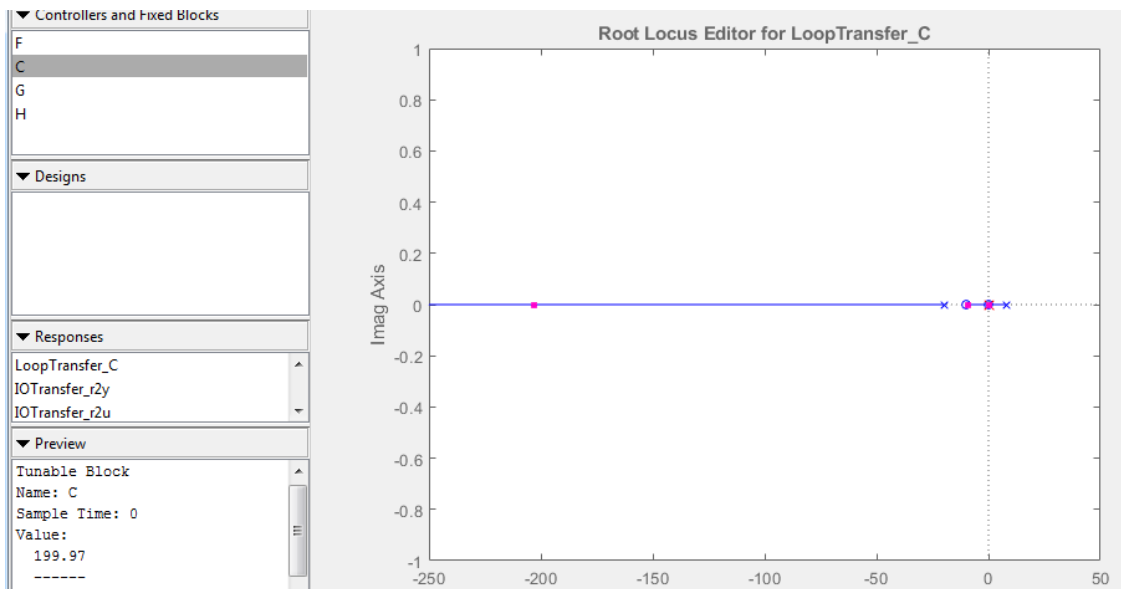 Controllers and Fixed Blocks
F
C
G
H
Designs
Responses
LoopTransfer_C
IOTransfer_r2y
IOTransfer_r2u
Preview
Tunable Block
Name: C
Sample Time: 0
Value:
199.97
------
Root Locus Editor for LoopTransfer_C
Imag Axis
1
0.8
0.6
0.4
0.2
0
-0.2
-0.4
-0.6
-0.8
-1
-250 -200 -150 -100 -50 0 50